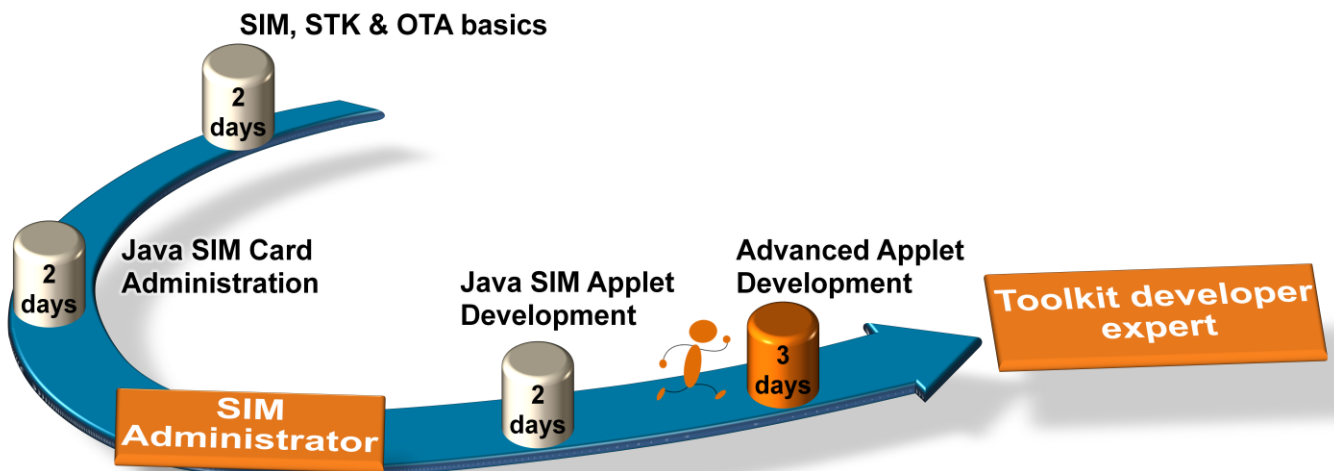 SIM, STK & OTA basics
2
days
2
days
Java SIM Card
Administration
SIM
Administrator
Java SIM Applet
Development
2
days
Advanced Applet
Development
3
days
Toolkit developer
expert